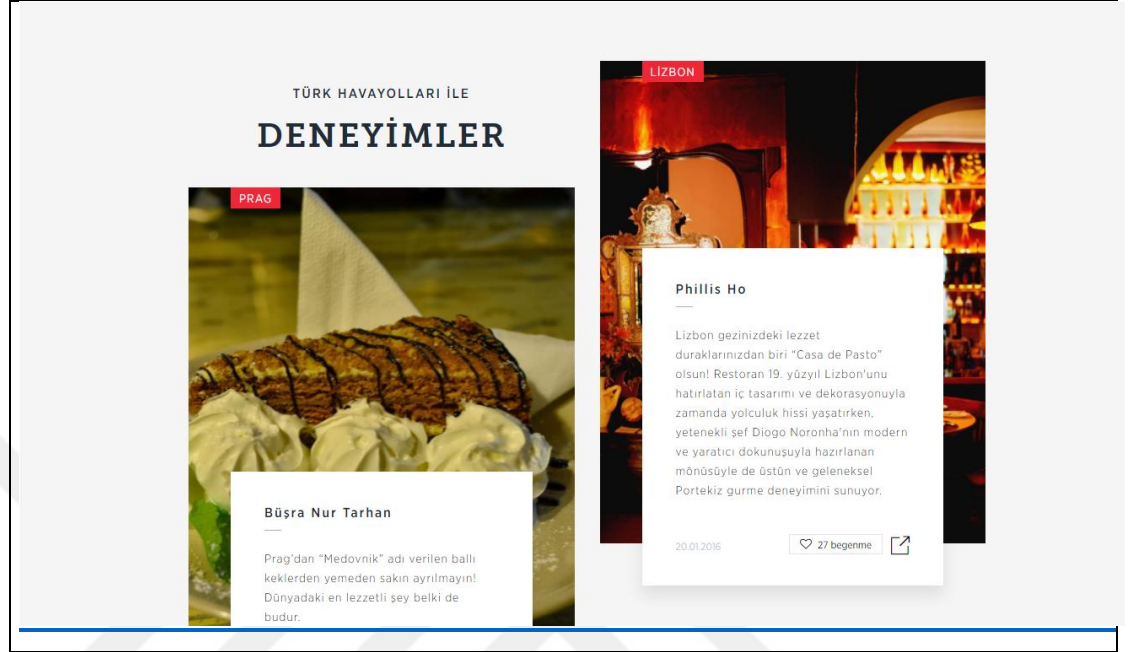 TÜRK HAVAYOLLARI İLE
DENEYİMLER
PRAG
Büşra Nur Tarhan
Prag'dan “Medovnik” adı verilen ballı
keklerden yemeden sakın ayrılmayın!
Dünyadaki en lezzetli şey belki de
budur.
LİZBON
Phillis Ho
Lizbon gezinizdeki lezzet
duraklarınızdan biri “Casa de Pasto”
olsun! Restoran 19. yüzyıl Lizbon'unu
hatırlatan iç tasarımı ve dekorasyonuyla
zamanda yolculuk hissi yaşatırken,
yetenekli şef Diogo Noronha'nın modern
ve yaratıcı dokunuşuyla hazırlanan
mönüsüyle de üstün ve geleneksel
Portekiz gurme deneyimini sunuyor.
20.01.2016
27 begenme